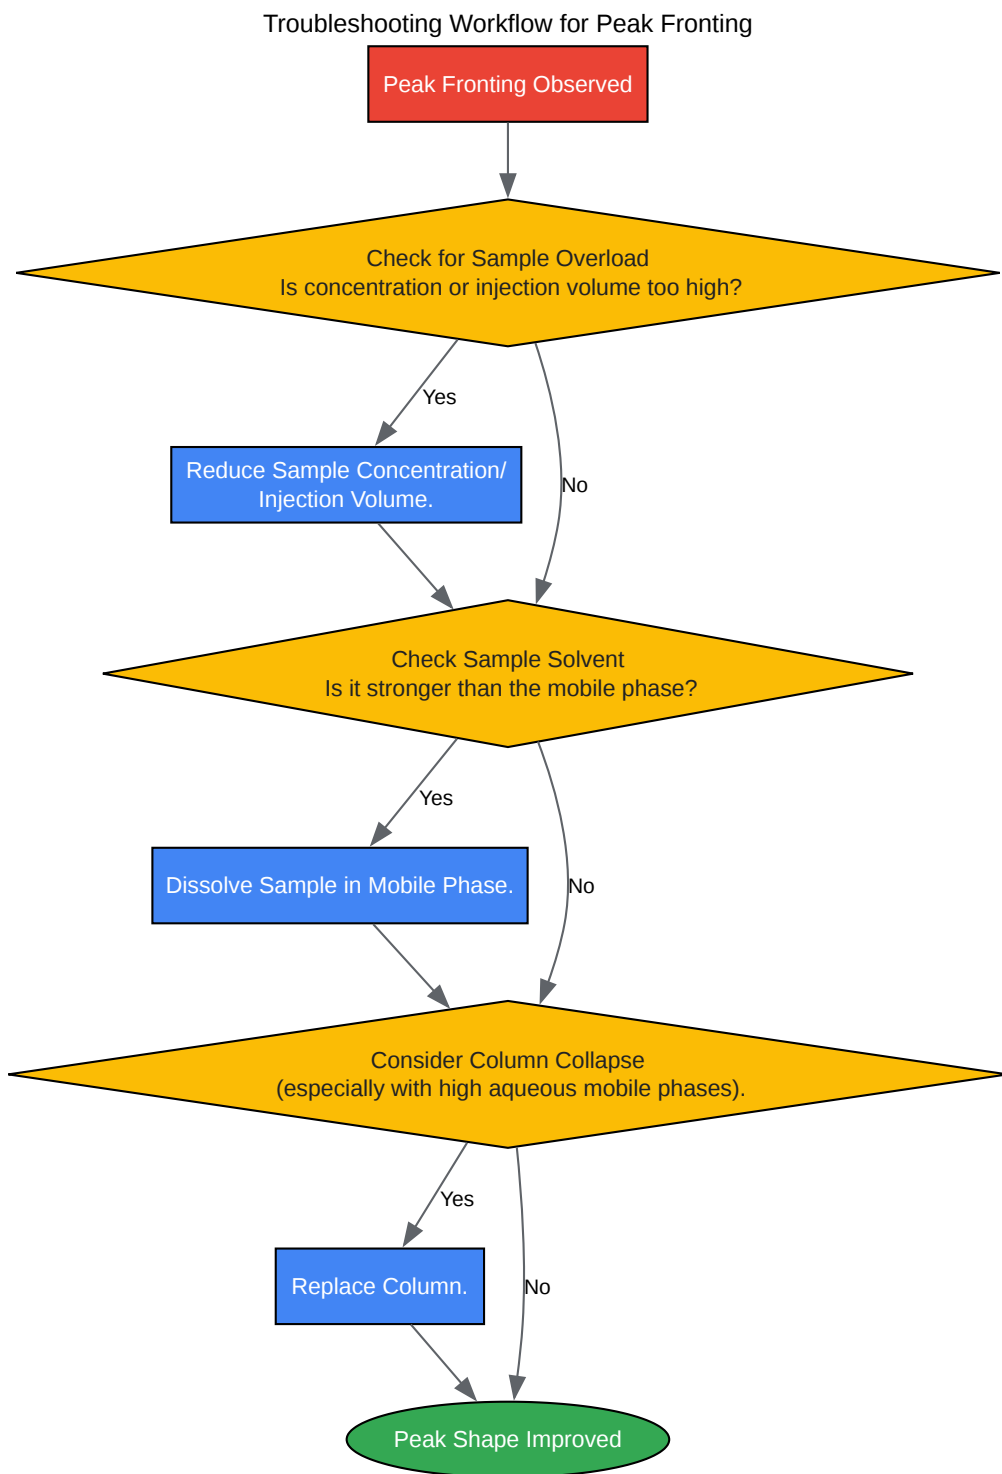 Troubleshooting Workflow for Peak Fronting
Peak Fronting Observed
Check for Sample Overload
Is concentration or injection volume too high?
Yes
No
Reduce Sample Concentration/
Injection Volume.
Check Sample Solvent
Is it stronger than the mobile phase?
Yes
No
Dissolve Sample in Mobile Phase.
Consider Column Collapse
(especially with high aqueous mobile phases).
Yes
No
Replace Column.
Peak Shape Improved